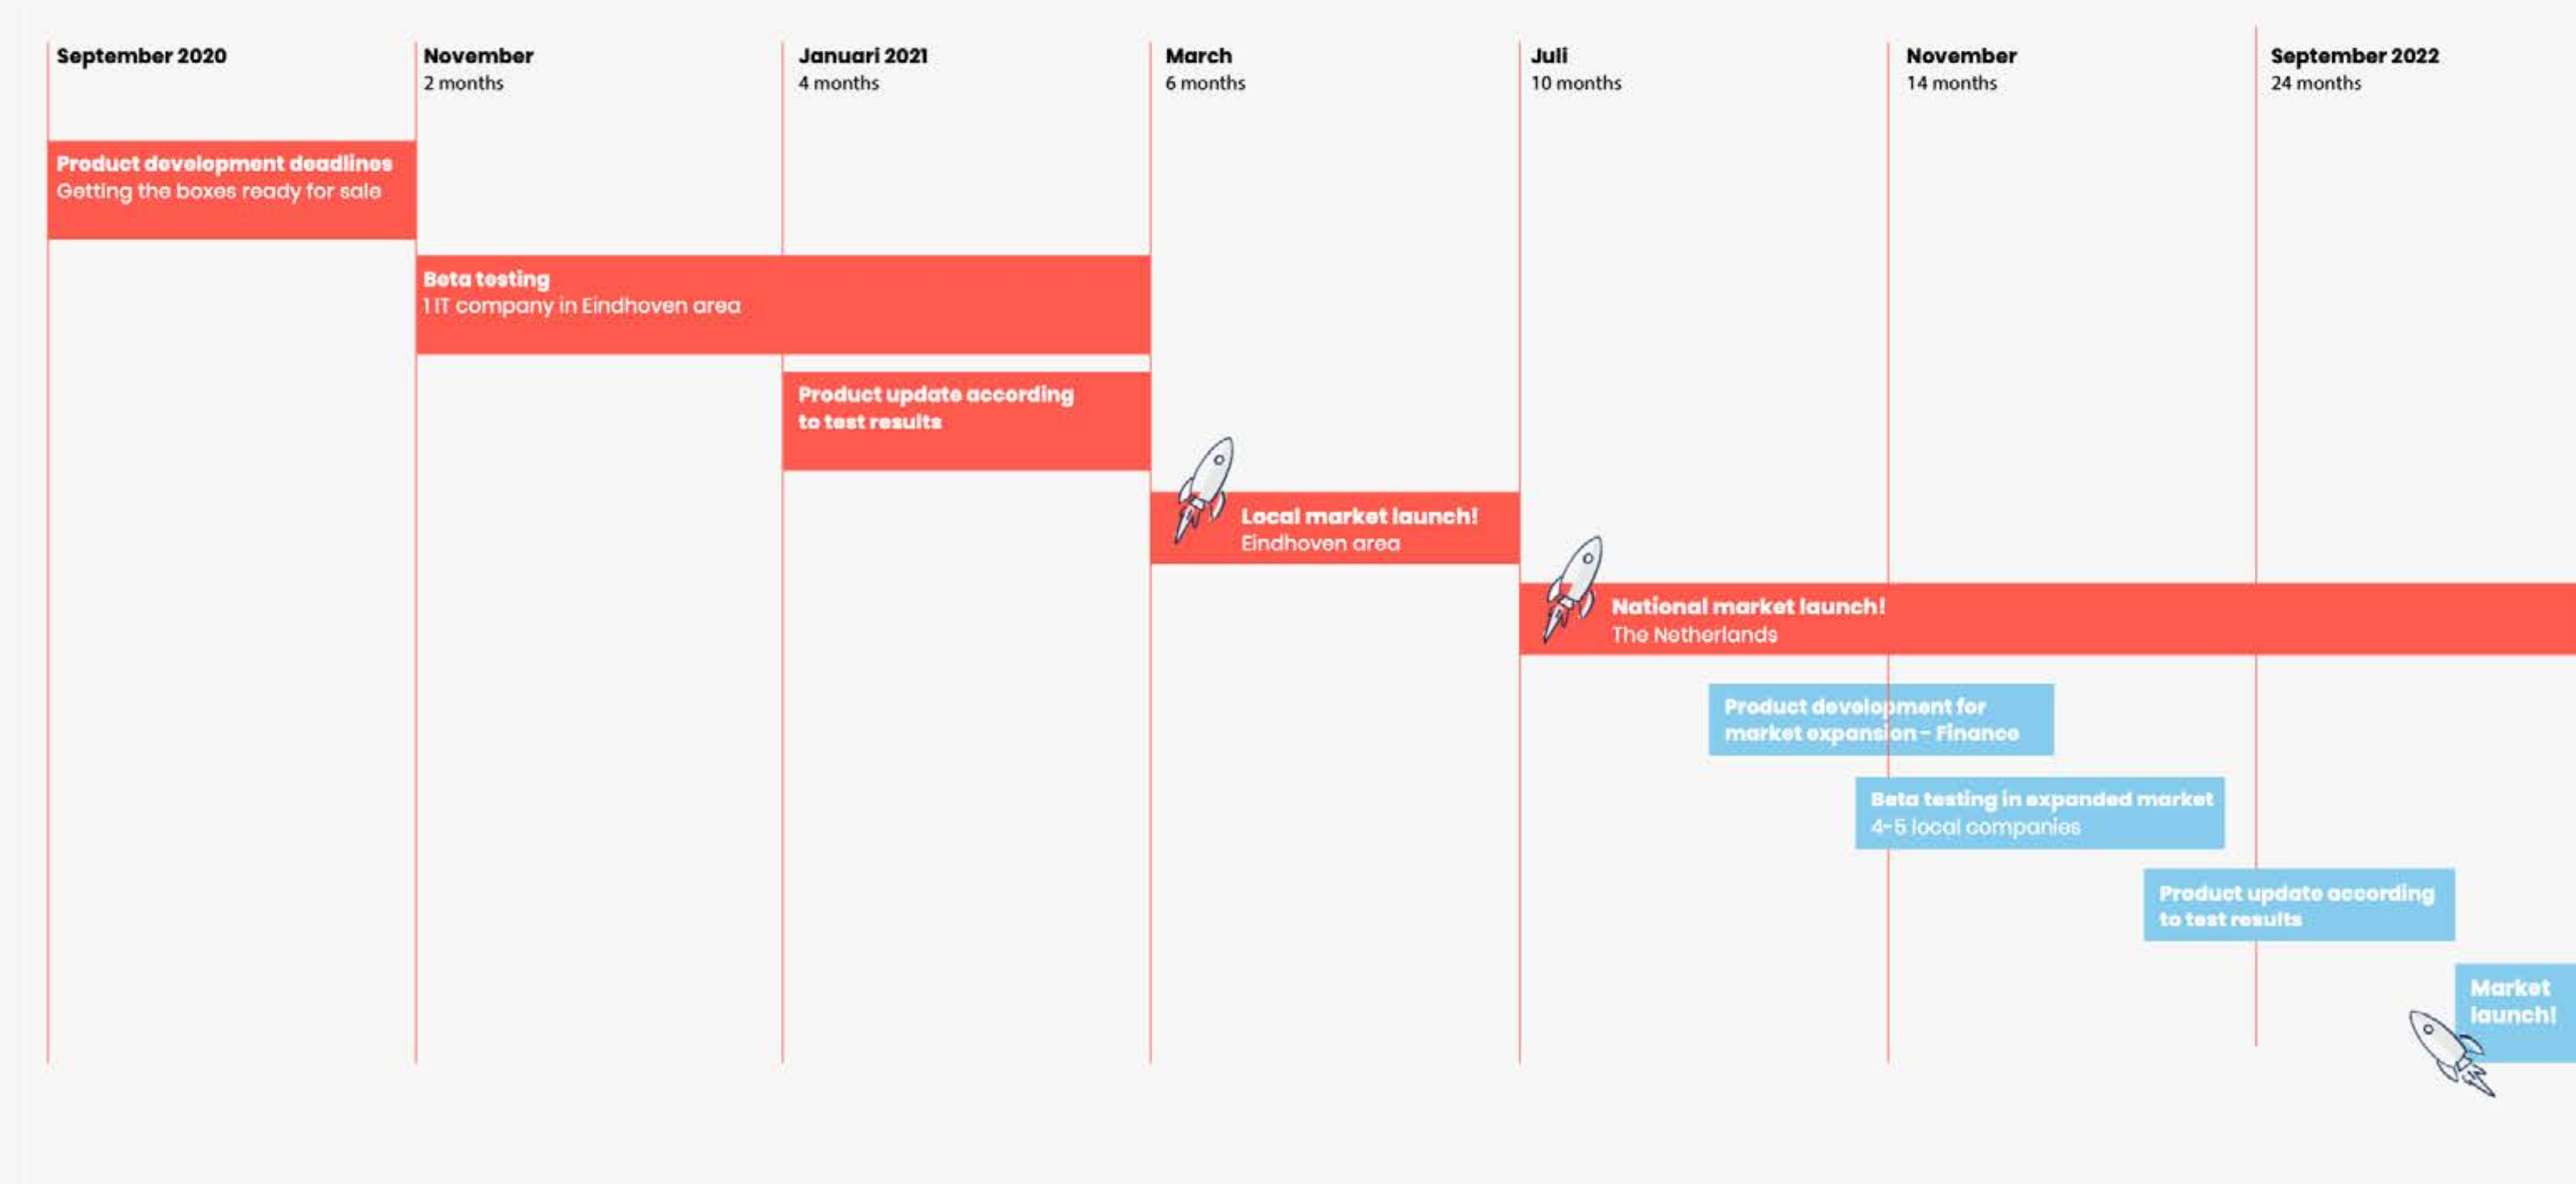 September 2020
November
2 months
Januari 2021
4 months
March
6 months
Juli
10 months
November
14 months
September 2022
24 months
Product development deadlines
Getting the boxes ready for sale
Beta testing
1 IT company in Eindhoven area
Product update according
to test results
Local market launch!
Eindhoven area
National market launch!
The Netherlands
Product development for
market expansion - Finance
Beta testing in expanded market
4-5 local companies
Product update according
to test results
Market
launch!